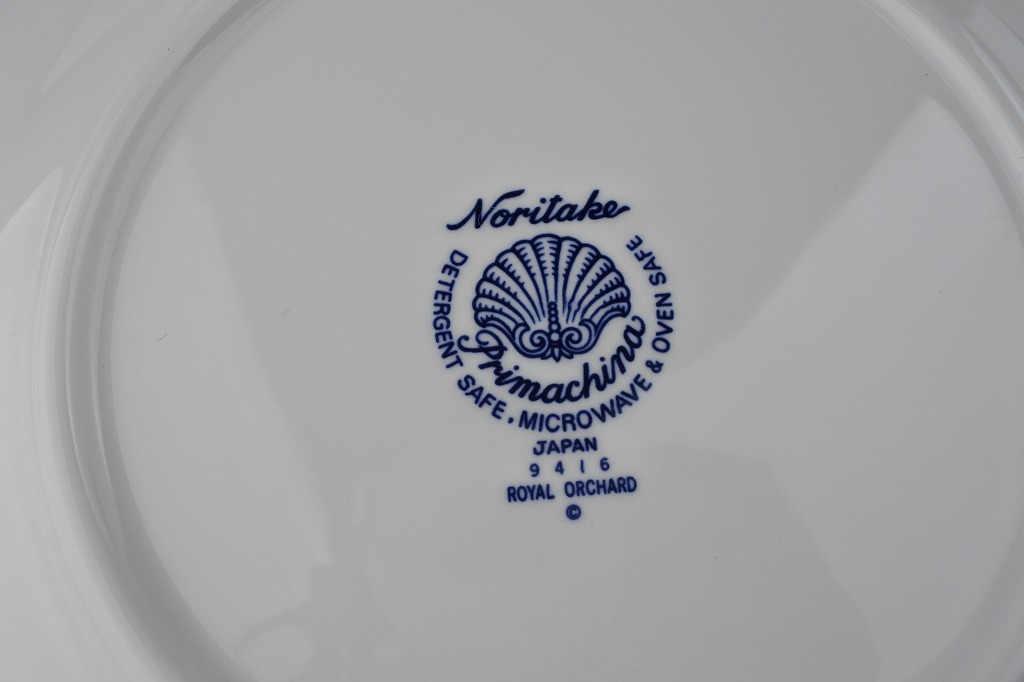 Noritake
DETERGENT SAFE. MICROWAVE & OVEN SAFE
Primachina
JAPAN
9416
ROYAL ORCHARD
©